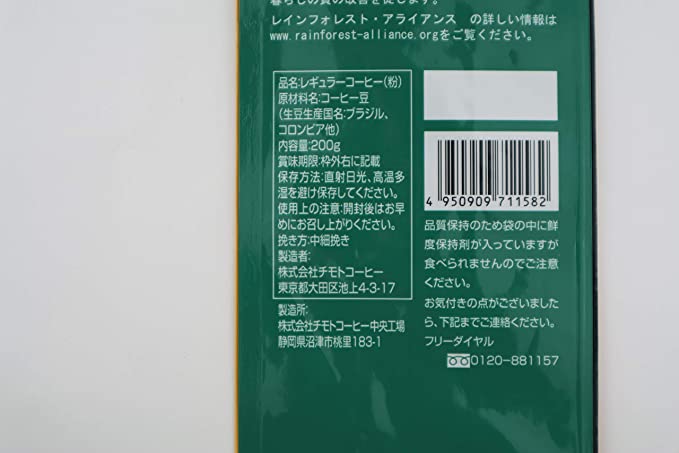 暮らしの質の改善を促します。
レインフォレスト・アライアンス の詳しい情報は
www.rainforest-alliance.orgをご覧ください。
品名:レギュラーコーヒー(粉)
原材料名:コーヒー豆
(生豆生産国名:ブラジル、
コロンビア他)
内容量:200g
賞味期限:枠外右に記載
保存方法:直射日光、高温多
湿を避け保存してください。
使用上の注意:開封後はお早
めにお召し上がりください。
挽き方:中細挽き
製造者:
株式会社チモトコーヒー
東京都大田区池上4-3-17
製造所:
株式会社チモトコーヒー中央工場
静岡県沼津市桃里183-1
4 950909 711582
品質保持のため袋の中に鮮
度保持剤が入っていますが
食べられませんのでご注意
ください。
お気付きの点がございました
ら、下記までご連絡ください。
フリーダイヤル
0120-881157